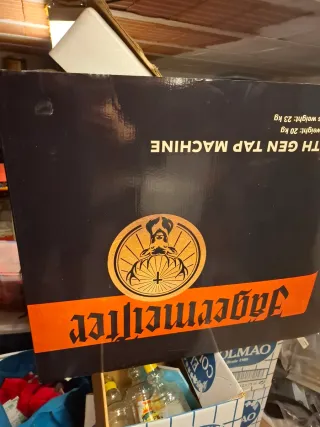 Jägermeister
TH GEN TAP MACHINE
weight: 20 kg
s weight: 23 kg
OLMAO